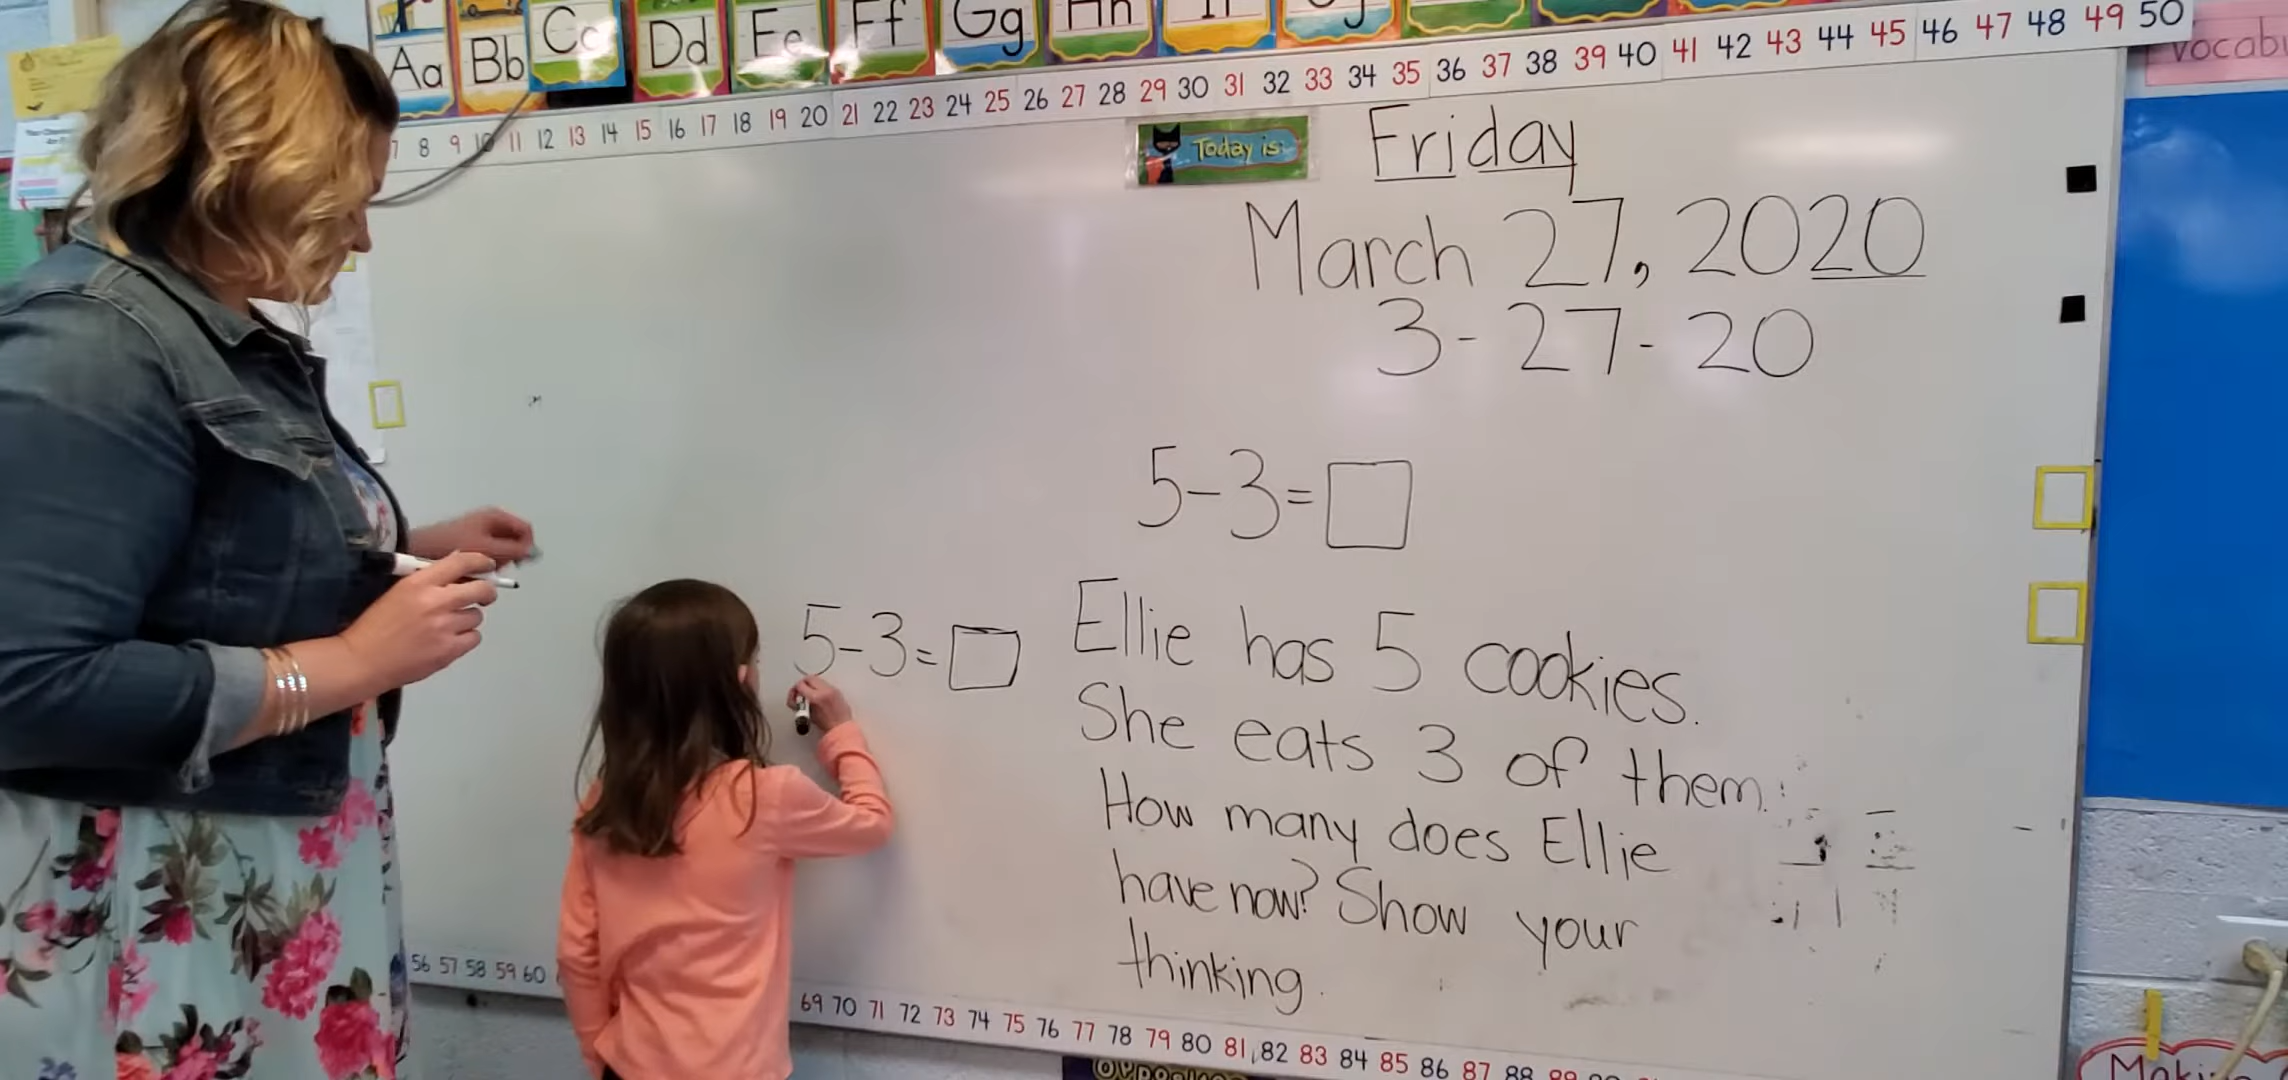 Aa Bb Cc Dd Ee Ff Gg Hh
7 8 9 10 11 12 13 14 15 16 17 18 19 20 21 22 23 24 25 26 27 28 29 30 31 32 33 34 35 36 37 38 39 40 41 42 43 44 45 46 47 48 49 50
Today is:
Friday
March 27, 2020
3-27-20
5-3=□
5-3=□
Ellie has 5 cookies.
She eats 3 of them.
How many does Ellie
have now? Show your
thinking.
56 57 58 59 60
69 70 71 72 73 74 75 76 77 78 79 80 81 82 83 84 85 86 87 88